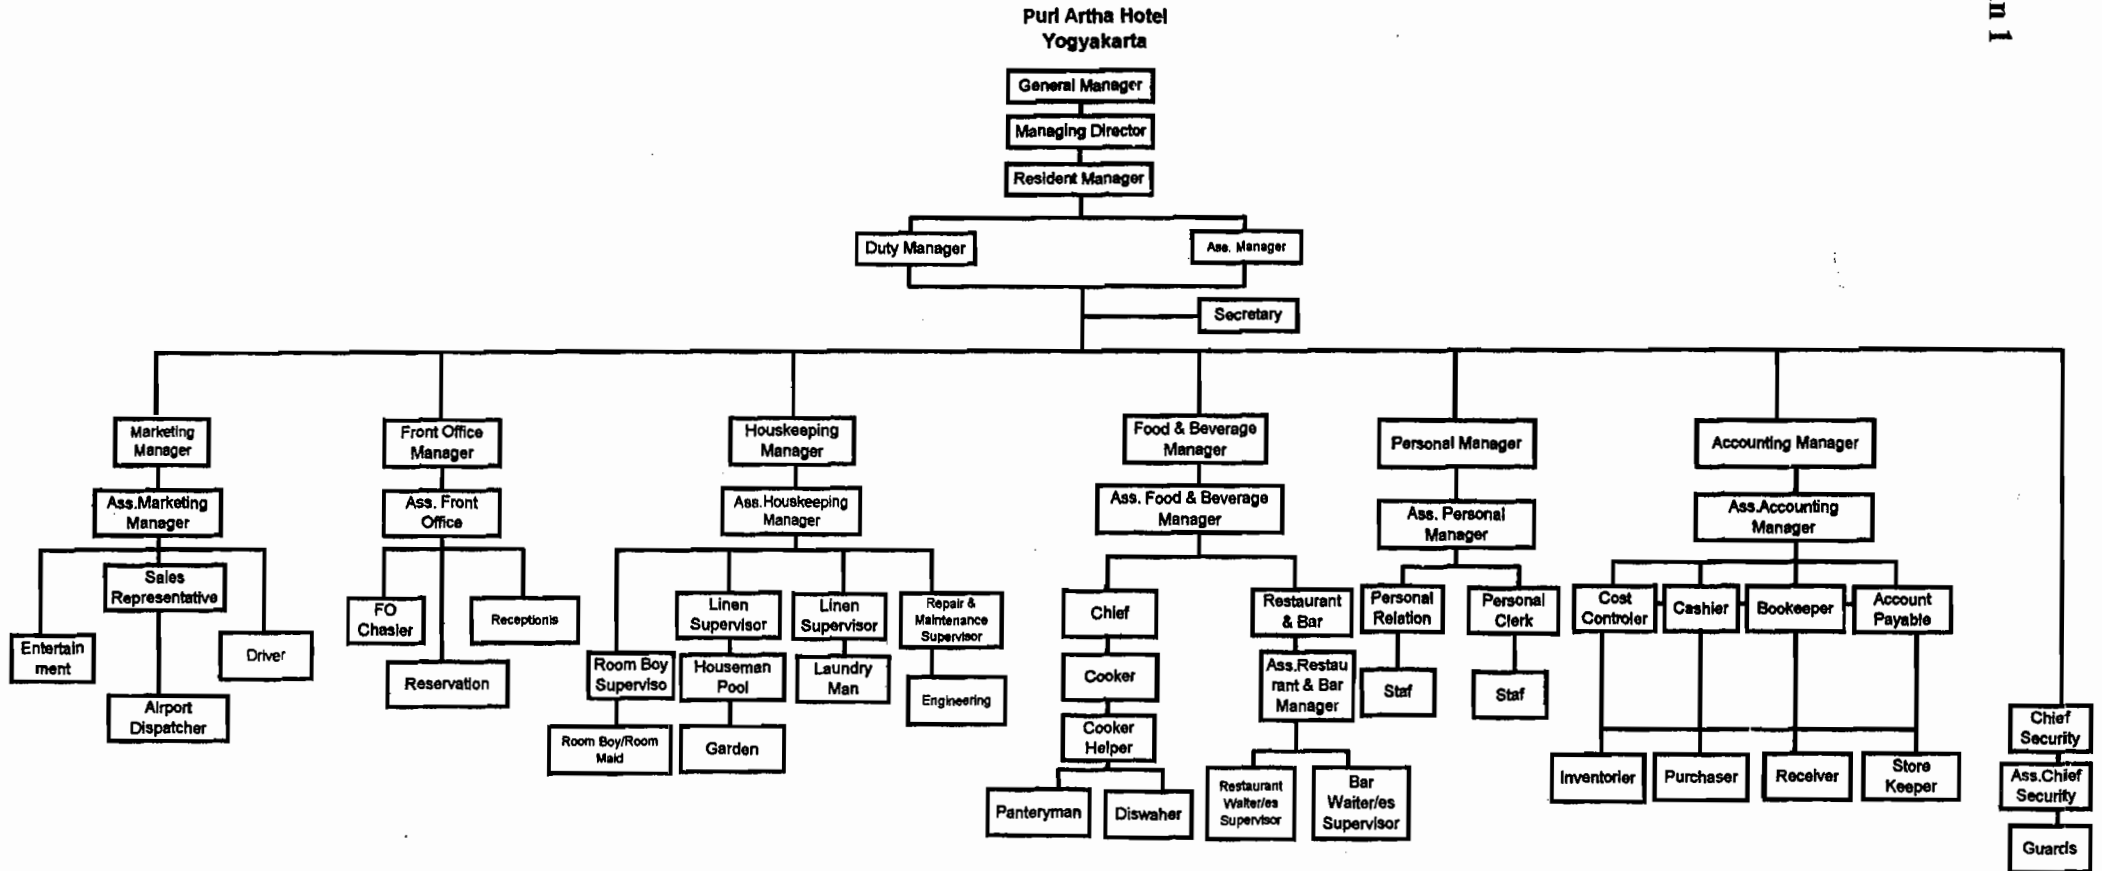 n 1
Puri Artha Hotel
Yogyakarta
General Manager
Managing Director
Resident Manager
Duty Manager
Ass. Manager
Secretary
Marketing
Manager
Front Office
Manager
Houskeeping
Manager
Food & Beverage
Manager
Personal Manager
Accounting Manager
Ass.Marketing
Manager
Ass. Front
Office
Ass.Houskeeping
Manager
Ass. Food & Beverage
Manager
Ass. Personal
Manager
Ass.Accounting
Manager
Sales
Representative
FO
Chasier
Receptionis
Linen
Supervisor
Linen
Supervisor
Repair &
Maintenance
Supervisor
Chief
Restaurant
& Bar
Personal
Relation
Personal
Clerk
Cost
Controler
Cashier
Bookeeper
Account
Payable
Entertain
ment
Driver
Reservation
Room Boy
Superviso
Houseman
Pool
Laundry
Man
Engineering
Cooker
Ass.Restau
rant & Bar
Manager
Staf
Staf
Airport
Dispatcher
Room Boy/Room
Maid
Garden
Cooker
Helper
Chief
Security
Panteryman
Diswaher
Restaurant
Waiter/es
Supervisor
Bar
Waiter/es
Supervisor
Inventorier
Purchaser
Receiver
Store
Keeper
Ass.Chief
Security
Guards